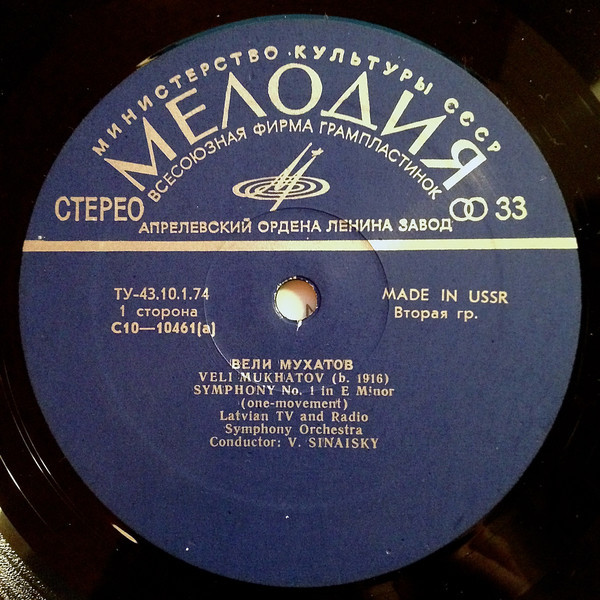 МИНИСТЕРСТВО КУЛЬТУРЫ СССР
МЕЛОДИЯ
ВСЕСОЮЗНАЯ ФИРМА ГРАМПЛАСТИНОК
СТЕРЕО 33
АПРЕЛЕВСКИЙ ОРДЕНА ЛЕНИНА ЗАВОД
ТУ-43.10.1.74
1 сторона
С10—10461(а)
MADE IN USSR
Вторая гр.
ВЕЛИ МУХАТОВ
VELI MUKHATOV (b. 1916)
SYMPHONY No. 1 in E Minor
(one-movement)
Latvian TV and Radio
Symphony Orchestra
Conductor: V. SINAISKY